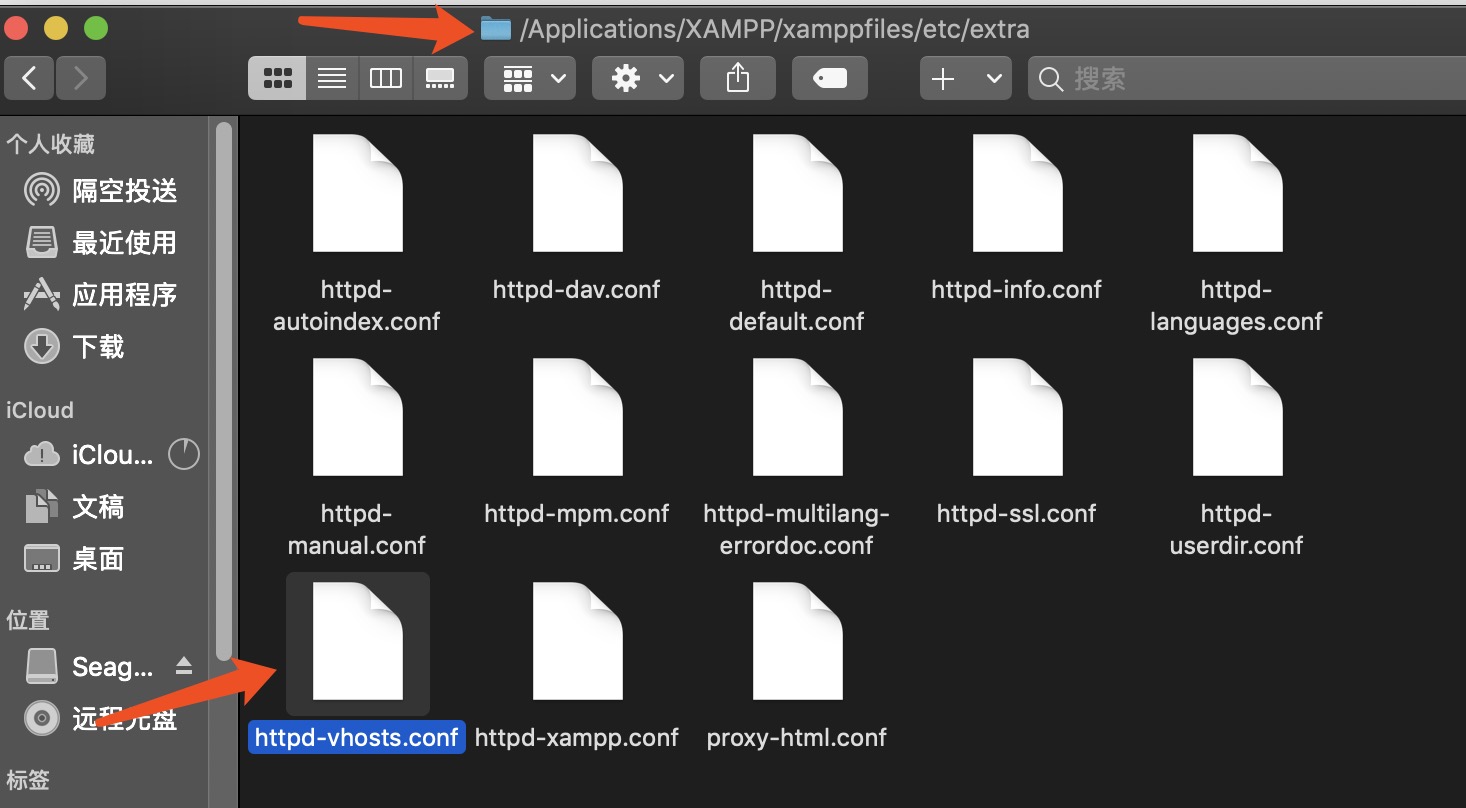 /Applications/XAMPP/xamppfiles/etc/extra
搜索
个人收藏
隔空投送
最近使用
应用程序
下载
iCloud
iClou...
文稿
桌面
位置
Seag...
远程光盘
标签
httpd-
autoindex.conf
httpd-dav.conf
httpd-
default.conf
httpd-info.conf
httpd-
languages.conf
httpd-
manual.conf
httpd-mpm.conf
httpd-multilang-
errordoc.conf
httpd-ssl.conf
httpd-
userdir.conf
httpd-vhosts.conf
httpd-xampp.conf
proxy-html.conf